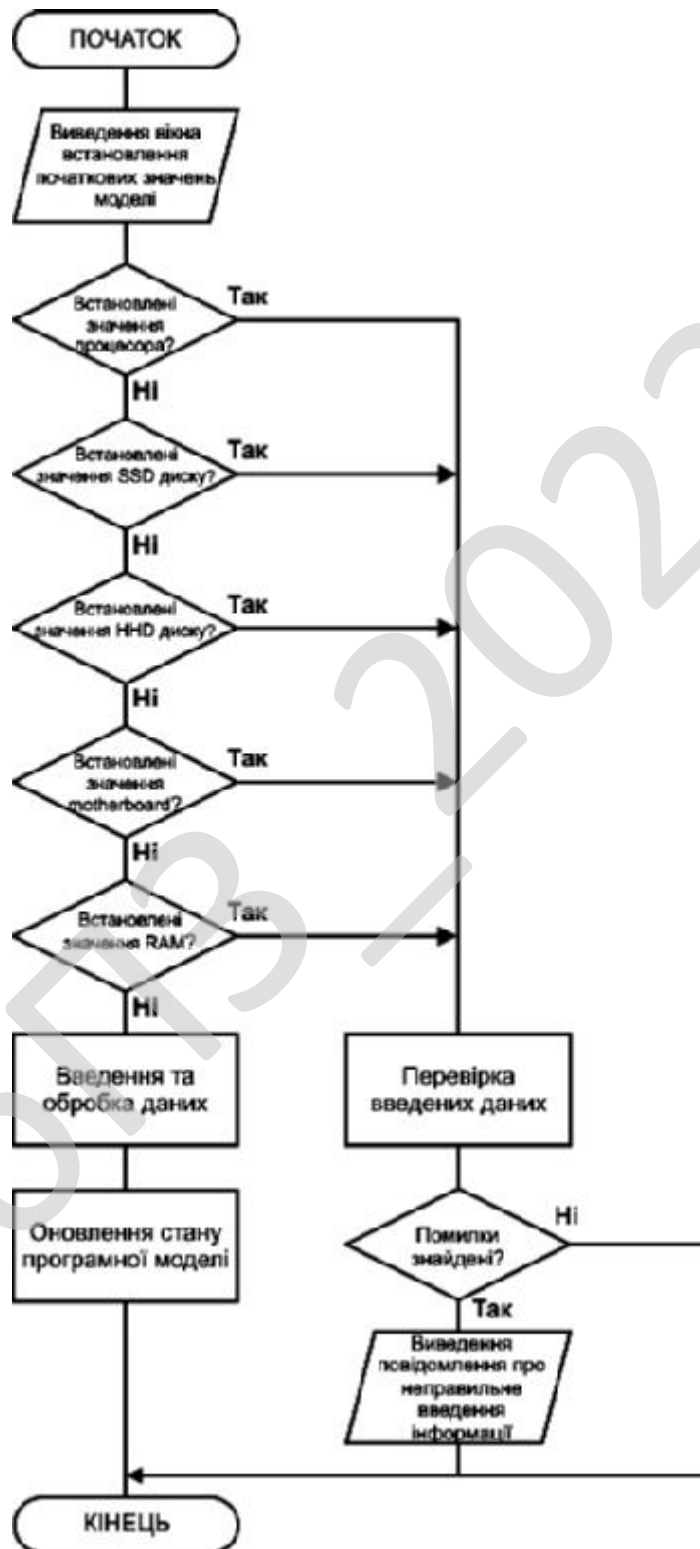 ПОЧАТОК
Виведення вікна
встановлення
початкових значень
моделі
Встановлені
значення
процесора?
Так
Ні
Встановлені
значення SSD диску?
Так
Ні
Встановлені
значення HHD диску?
Так
Ні
Встановлені
значення
motherboard?
Так
Ні
Встановлені
значення RAM?
Так
Ні
Введення та
обробка даних
Оновлення стану
програмної моделі
Перевірка
введених даних
Помилки
знайдені?
Ні
Так
Виведення
повідомлення про
неправильне
введення
інформації
КІНЕЦЬ